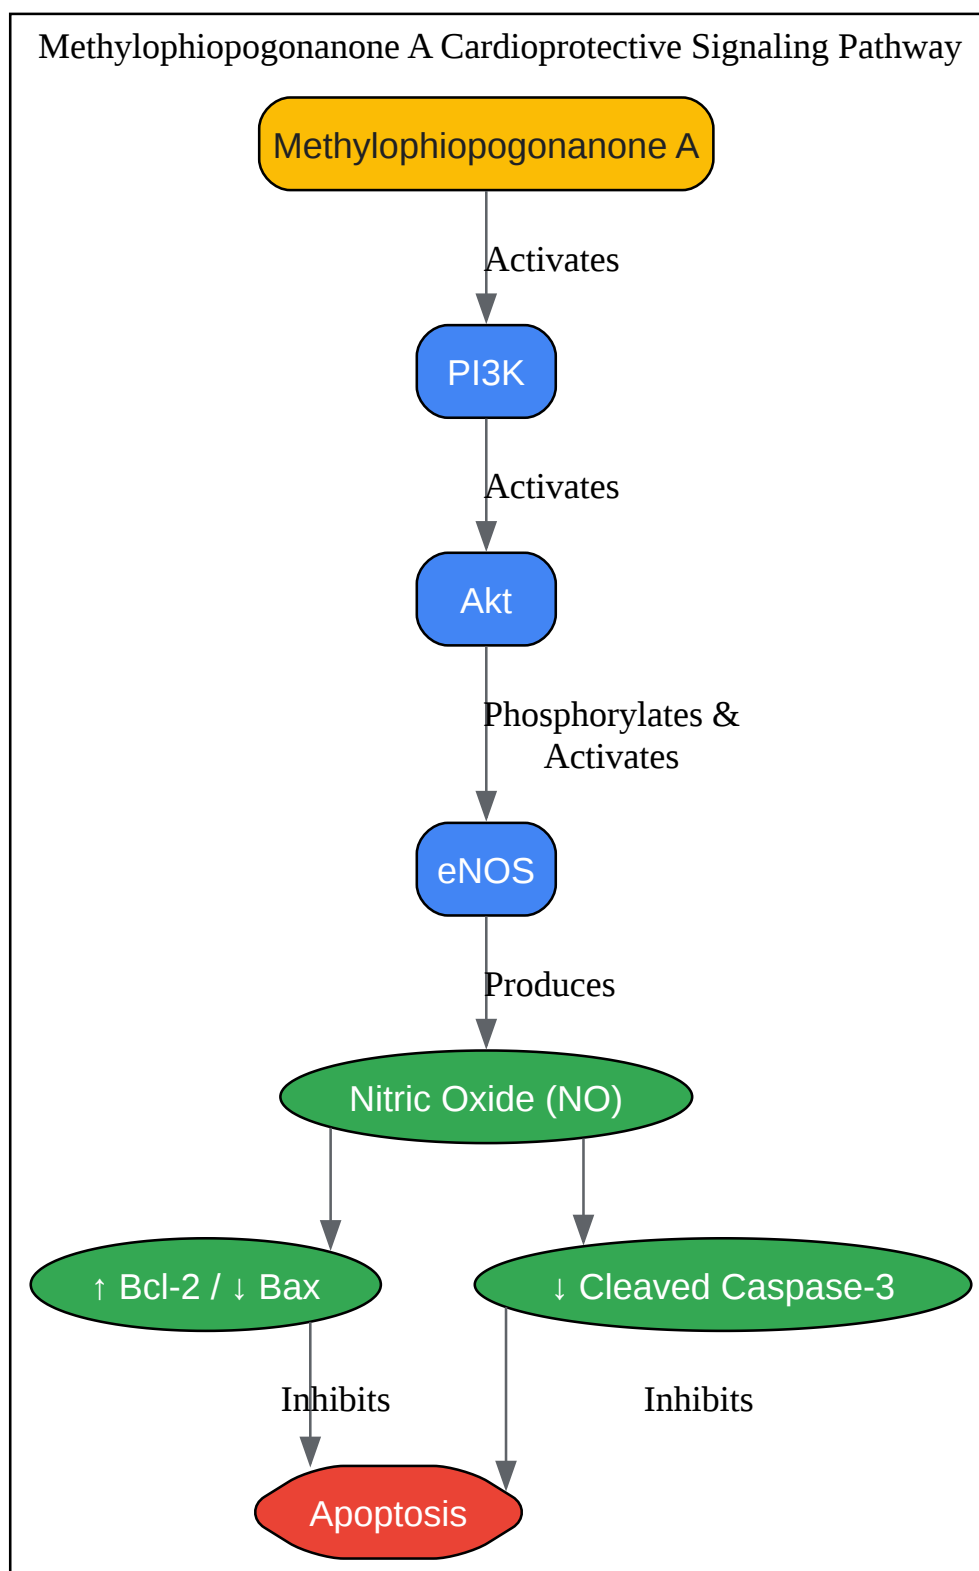 Methylophiopogonanone A Cardioprotective Signaling Pathway
Methylophiopogonanone A
Activates
PI3K
Activates
Akt
Phosphorylates &
Activates
eNOS
Produces
Nitric Oxide (NO)
↑ Bcl-2 / ↓ Bax
↓ Cleaved Caspase-3
Inhibits
Inhibits
Apoptosis